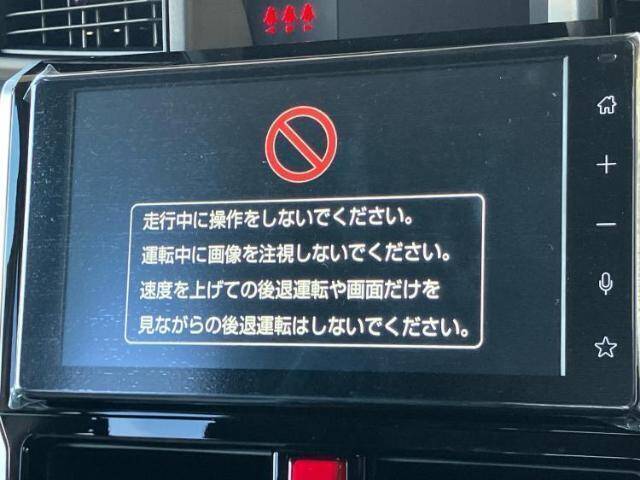 走行中に操作をしないでください。
運転中に画像を注視しないでください。
速度を上げての後退運転や画面だけを
見ながらの後退運転はしないでください。